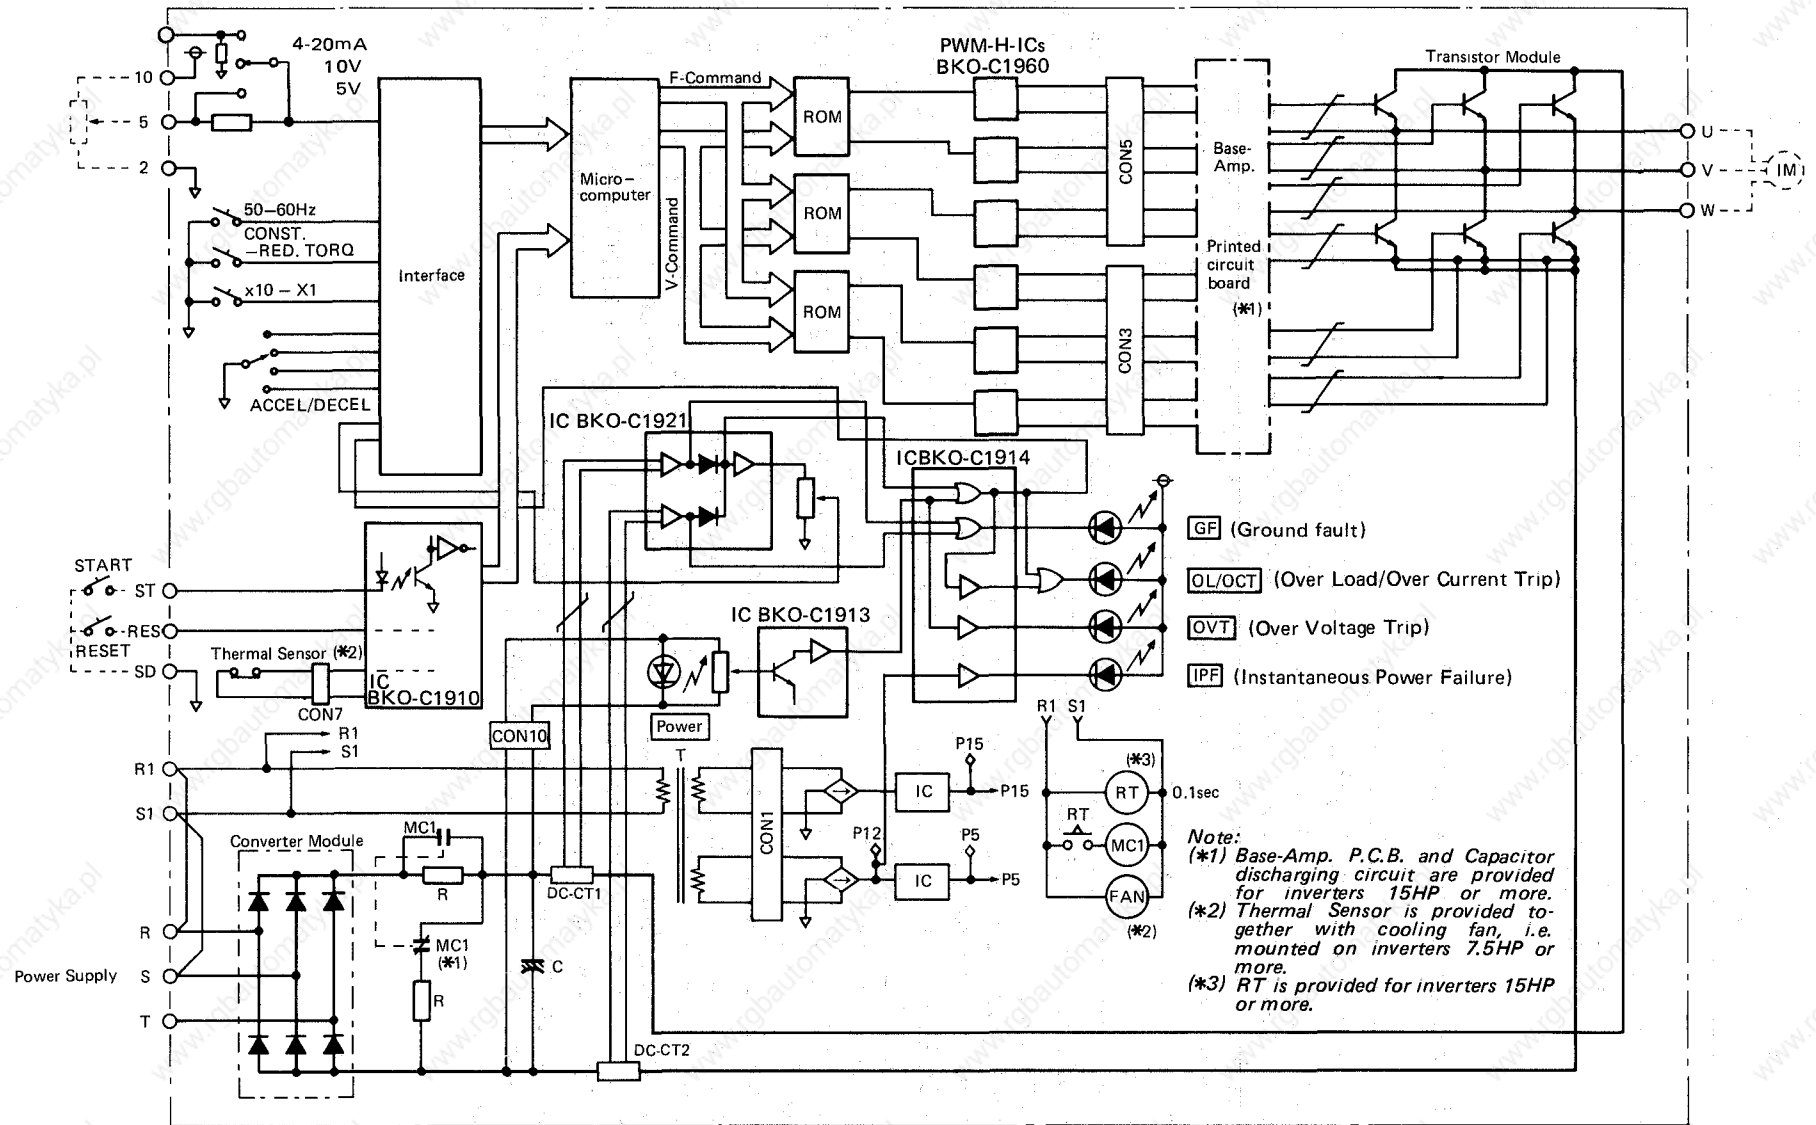 4-20mA
10V
5V
10
5
2
50–60Hz
CONST.
–RED. TORQ
x10 – X1
ACCEL/DECEL
Interface
Micro–
computer
F-Command
V-Command
ROM
ROM
ROM
PWM-H-ICs
BKO-C1960
CON5
CON3
Base-
Amp.
Printed
circuit
board
(*1)
Transistor Module
U
V
W
IM
IC BKO-C1921
ICBKO-C1914
GF (Ground fault)
OL/OCT (Over Load/Over Current Trip)
OVT (Over Voltage Trip)
IPF (Instantaneous Power Failure)
START
ST
RES
RESET
SD
Thermal Sensor (*2)
CON7
IC
BKO-C1910
IC BKO-C1913
CON10
Power
R1
S1
R1
S1
T
CON1
IC
P15
P15
P12
IC
P5
P5
R1 S1
(*3)
RT
0.1sec
RT
MC1
FAN
(*2)
Converter Module
MC1
R
MC1
(*1)
R
C
DC-CT1
DC-CT2
R
Power Supply S
T
Note:
(*1) Base-Amp. P.C.B. and Capacitor
discharging circuit are provided
for inverters 15HP or more.
(*2) Thermal Sensor is provided to-
gether with cooling fan, i.e.
mounted on inverters 7.5HP or
more.
(*3) RT is provided for inverters 15HP
or more.
www.rgbautomatyka.pl